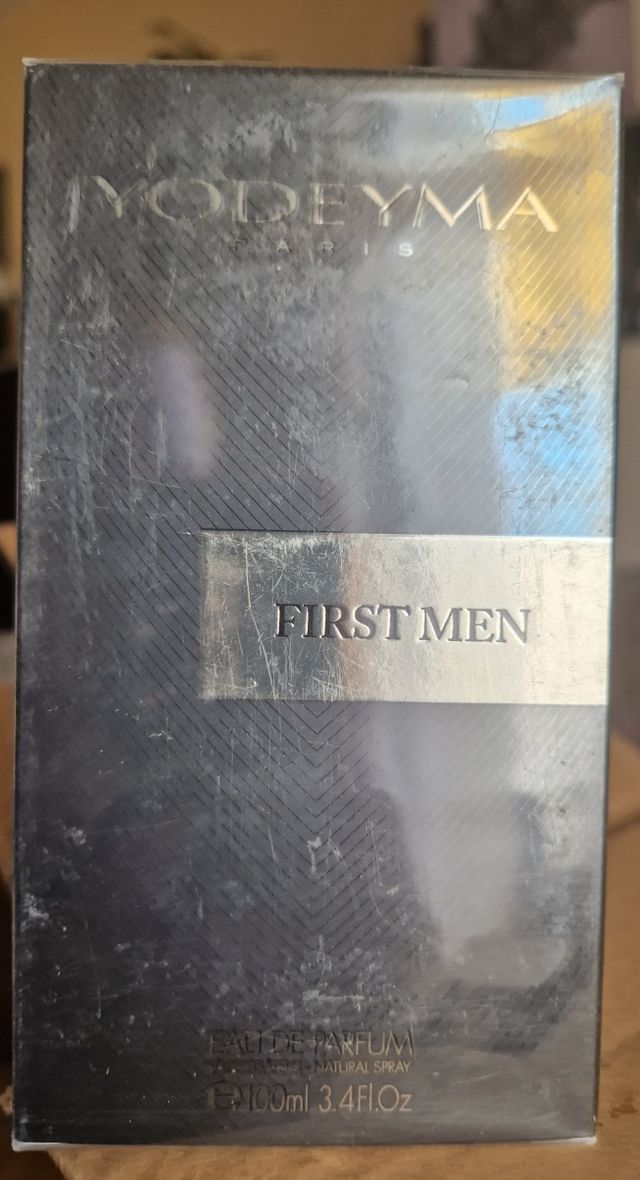 YODEYMA
PARIS
FIRST MEN
EAU DE PARFUM
NATURAL SPRAY
100ml 3.4Fl.Oz